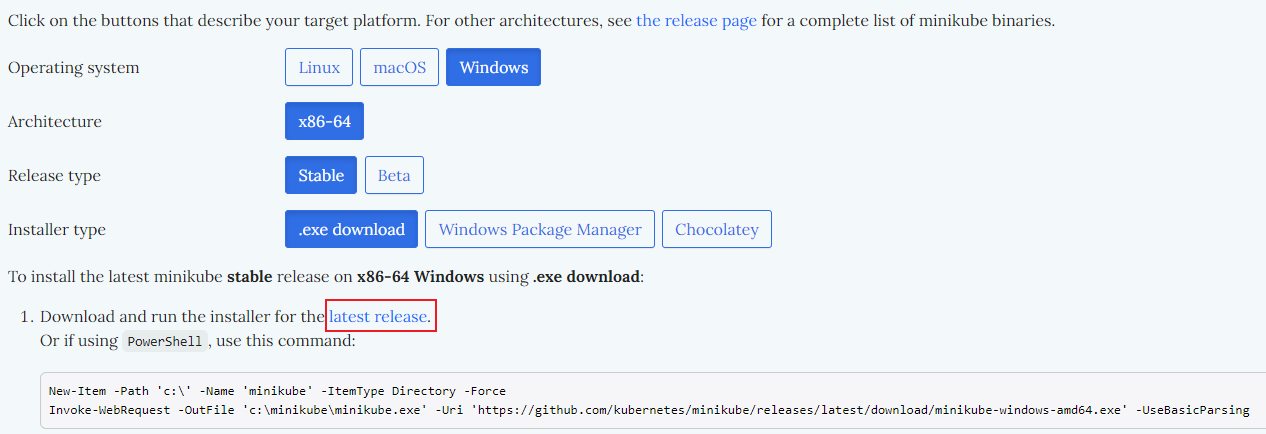 Click on the buttons that describe your target platform. For other architectures, see the release page for a complete list of minikube binaries.
Operating system Linux macOS Windows
Architecture x86-64
Release type Stable Beta
Installer type .exe download Windows Package Manager Chocolatey
To install the latest minikube stable release on x86-64 Windows using .exe download:
1. Download and run the installer for the latest release.
Or if using PowerShell, use this command:
New-Item -Path 'c:\' -Name 'minikube' -ItemType Directory -Force
Invoke-WebRequest -OutFile 'c:\minikube\minikube.exe' -Uri 'https://github.com/kubernetes/minikube/releases/latest/download/minikube-windows-amd64.exe' -UseBasicParsing